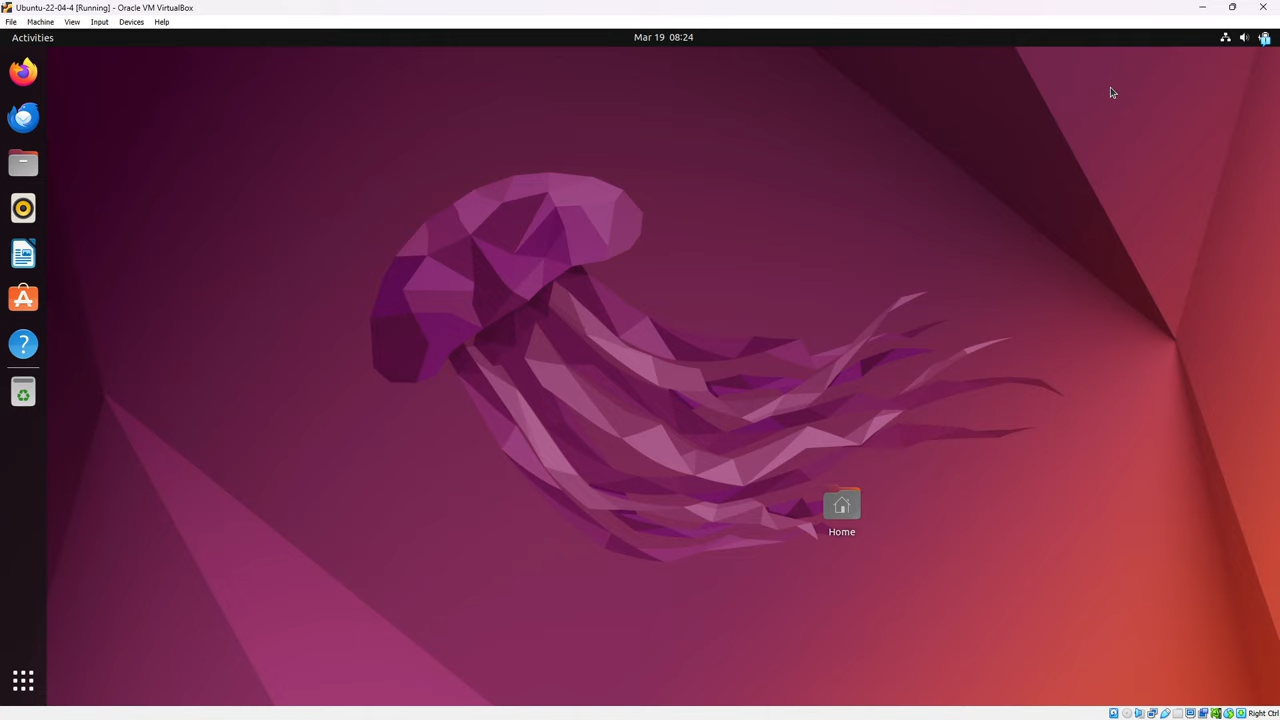 Ubuntu-22-04-4 [Running] - Oracle VM VirtualBox
File Machine View Input Devices Help
Activities
Mar 19 08:24
Home
Right Ctrl